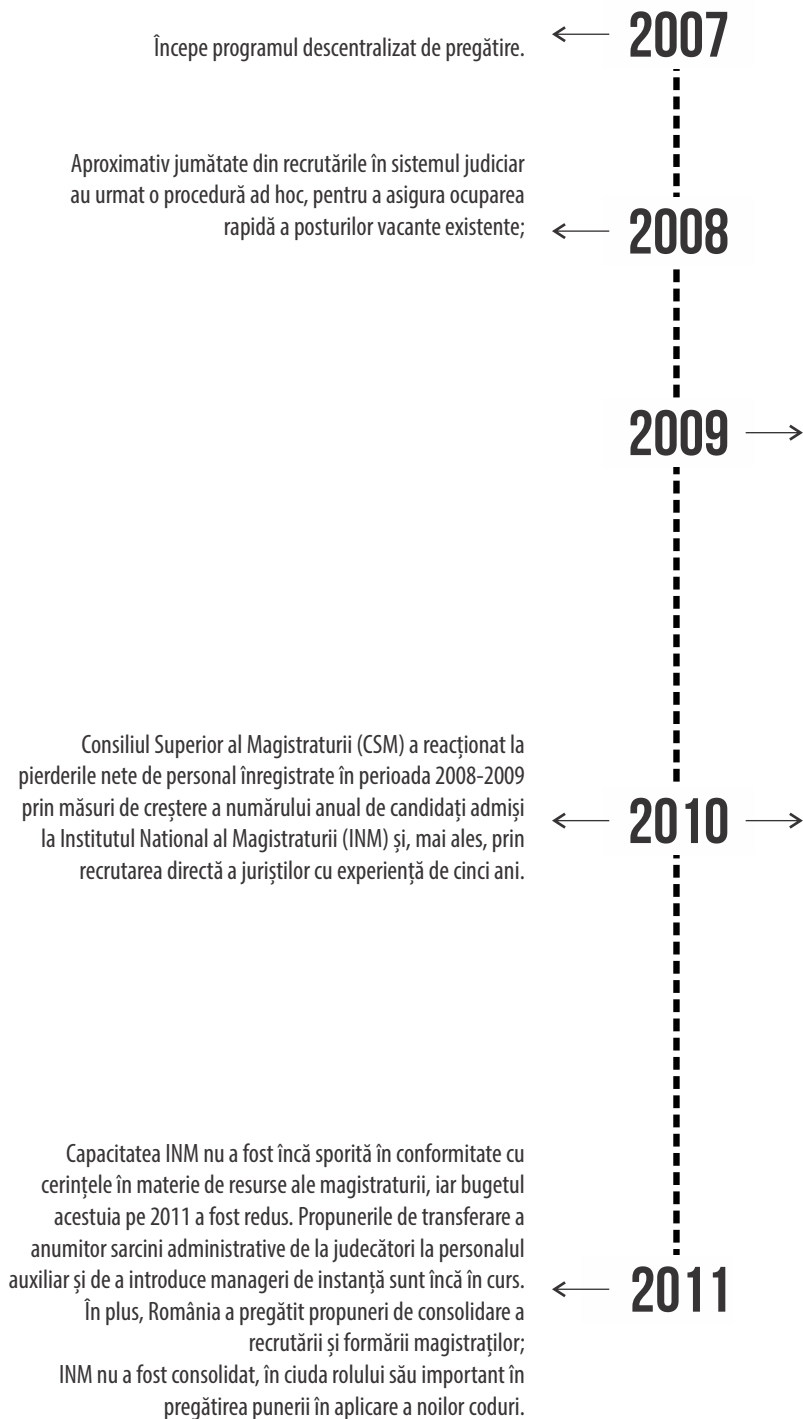 Începe programul descentralizat de pregătire.
2007
Aproximativ jumătate din recrutările în sistemul judiciar
au urmat o procedură ad hoc, pentru a asigura ocuparea
rapidă a posturilor vacante existente;
2008
2009
Consiliul Superior al Magistraturii (CSM) a reacționat la
pierderile nete de personal înregistrate în perioada 2008-2009
prin măsuri de creștere a numărului anual de candidați admiși
la Institutul National al Magistraturii (INM) și, mai ales, prin
recrutarea directă a juriștilor cu experiență de cinci ani.
2010
Capacitatea INM nu a fost încă sporită în conformitate cu
cerințele în materie de resurse ale magistraturii, iar bugetul
acestuia pe 2011 a fost redus. Propunerile de transferare a
anumitor sarcini administrative de la judecători la personalul
auxiliar și de a introduce manageri de instanță sunt încă în curs.
În plus, România a pregătit propuneri de consolidare a
recrutării și formării magistraților;
INM nu a fost consolidat, în ciuda rolului său important în
pregătirea punerii în aplicare a noilor coduri.
2011